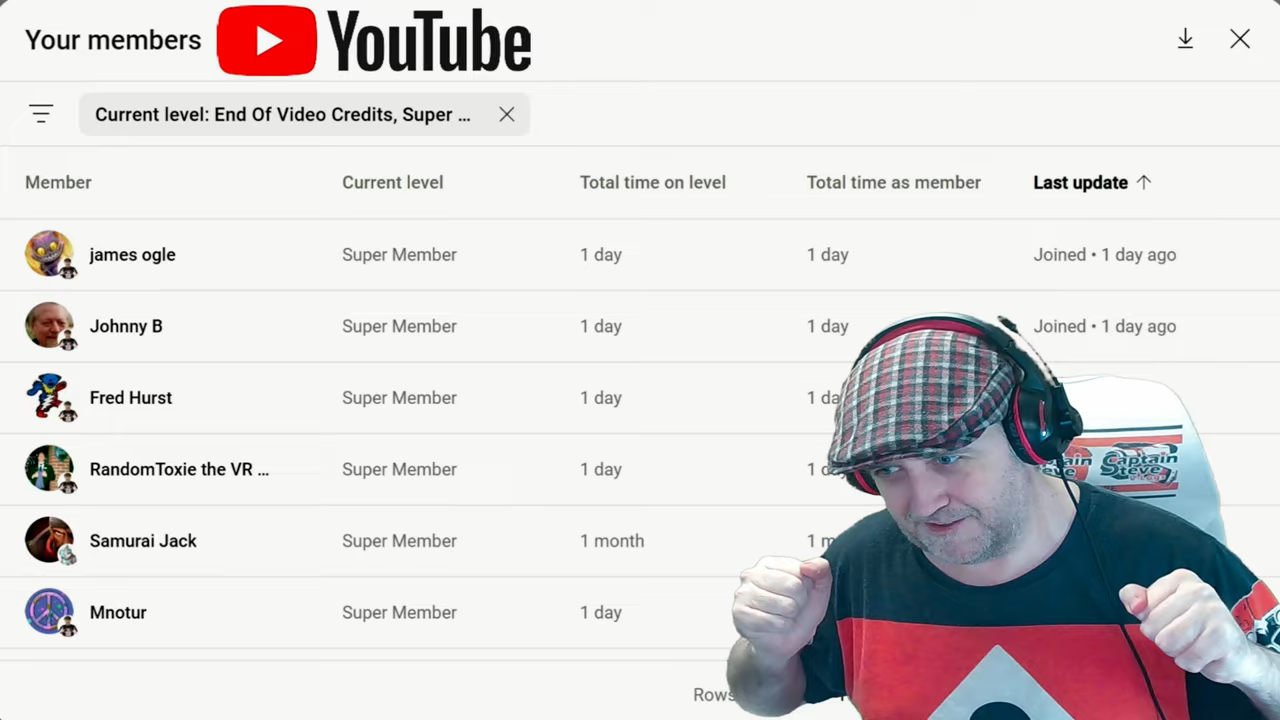 Your members YouTube
Current level: End Of Video Credits, Super ...
Member Current level Total time on level Total time as member Last update
james ogle Super Member 1 day 1 day Joined • 1 day ago
Johnny B Super Member 1 day 1 day Joined • 1 day ago
Fred Hurst Super Member 1 day
RandomToxie the VR ... Super Member 1 day
Captain
Steve
Samurai Jack Super Member 1 month
Mnotur Super Member 1 day
Rows